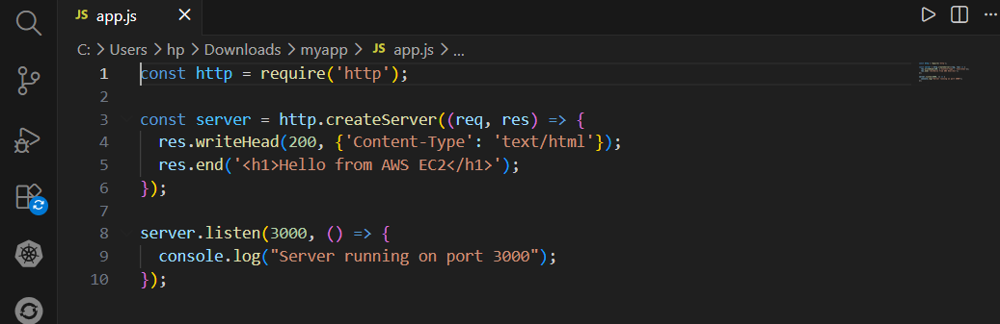 JS app.js
C: > Users > hp > Downloads > myapp > JS app.js > ...
1 const http = require('http');
2
3 const server = http.createServer((req, res) => {
4   res.writeHead(200, {'Content-Type': 'text/html'});
5   res.end('<h1>Hello from AWS EC2</h1>');
6 });
7
8 server.listen(3000, () => {
9   console.log("Server running on port 3000");
10 });